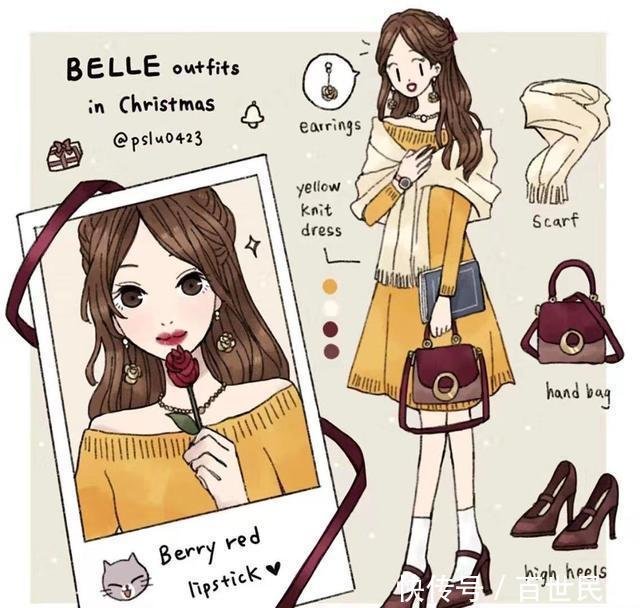 BELLE outfits
in Christmas
@pslu0423
earrings
yellow
knit
dress
Scarf
hand bag
high heels
Berry red
lipstick ♥
快传号 / 百世民